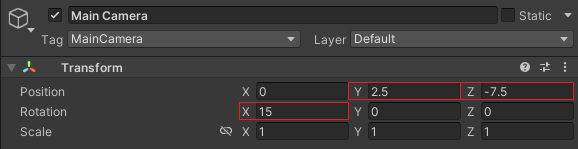 Main Camera Static
Tag MainCamera Layer Default
Transform
Position X 0 Y 2.5 Z -7.5
Rotation X 15 Y 0 Z 0
Scale X 1 Y 1 Z 1